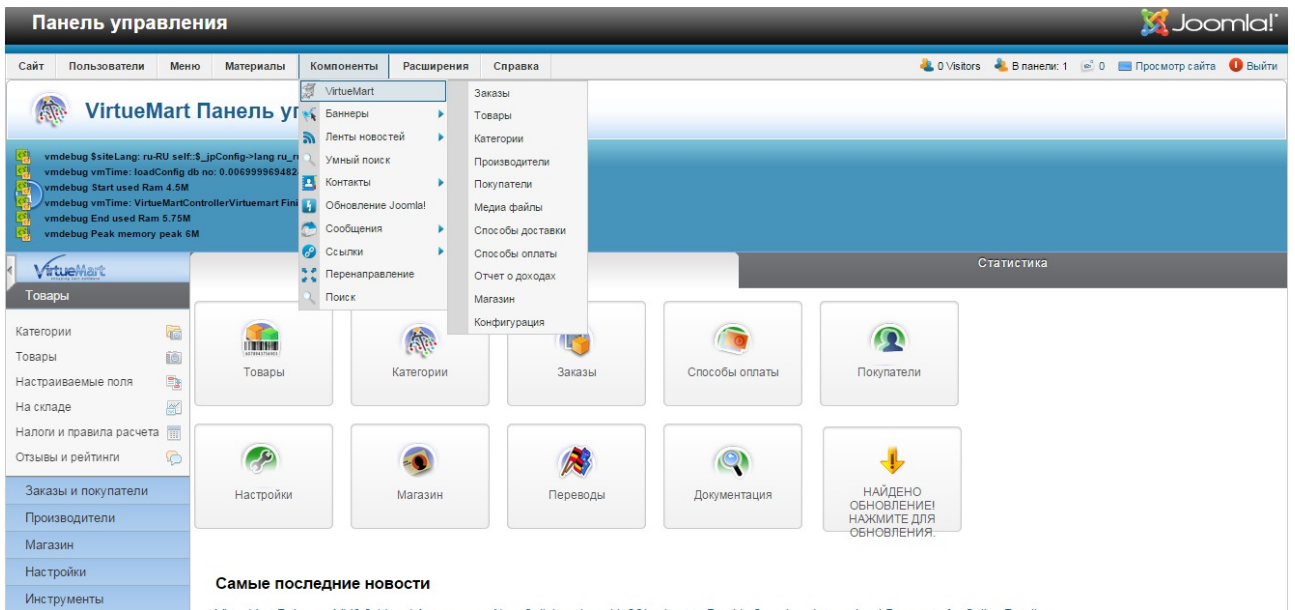 Панель управления
Joomla!
Сайт Пользователи Меню Материалы Компоненты Расширения Справка 0 Visitors В панели: 1 0 Просмотр сайта Выйти
VirtueMart Панель
VirtueMart
Баннеры
Ленты новостей
Умный поиск
Контакты
Обновление Joomla!
Сообщения
Ссылки
Перенаправление
Поиск
Заказы
Товары
Категории
Производители
Покупатели
Медиа файлы
Способы доставки
Способы оплаты
Отчет о доходах
Магазин
Конфигурация
vmdebug $siteLang: ru-RU self::$_jpConfig->lang
vmdebug vmTime: loadConfig db no: 0.006999969482
vmdebug Start used Ram 4.5M
vmdebug vmTime: VirtueMartControllerVirtuemart
vmdebug End used Ram 5.75M
vmdebug Peak memory peak 6M
VirtueMart
Статистика
Товары
Категории
Товары
Настраиваемые поля
На складе
Налоги и правила расчета
Отзывы и рейтинги
Заказы и покупатели
Производители
Магазин
Настройки
Инструменты
Товары Категории Заказы Способы оплаты Покупатели
Настройки Магазин Переводы Документация
НАЙДЕНО
ОБНОВЛЕНИЕ!
НАЖМИТЕ ДЛЯ
ОБНОВЛЕНИЯ.
Самые последние новости